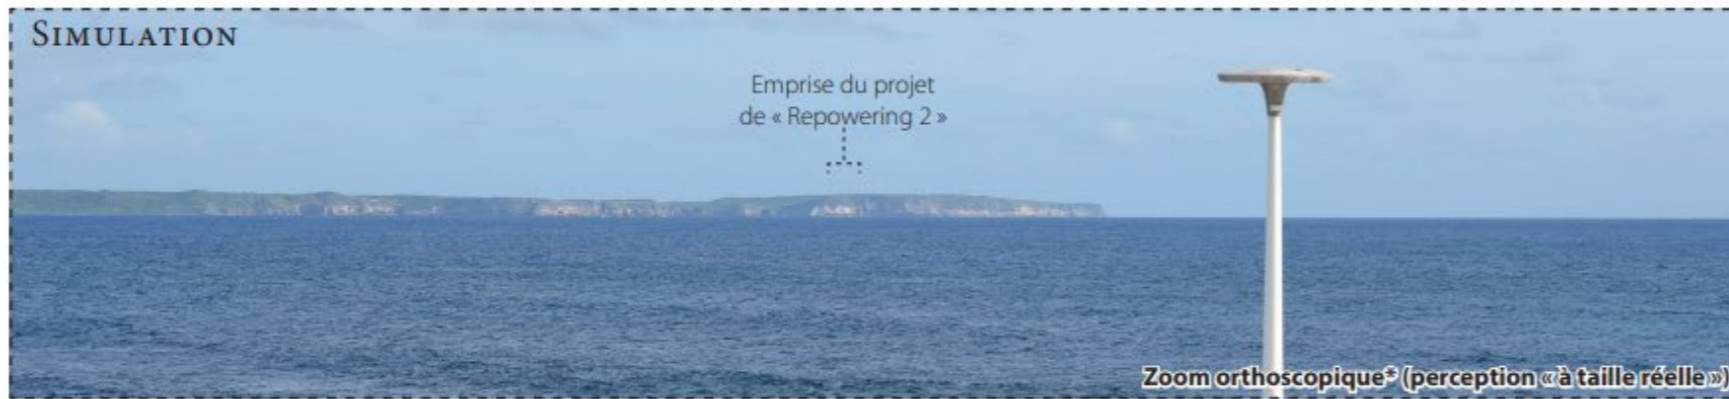 SIMULATION
Emprise du projet
de « Repowering 2 »
Zoom orthoscopique* (perception « à taille réelle »)